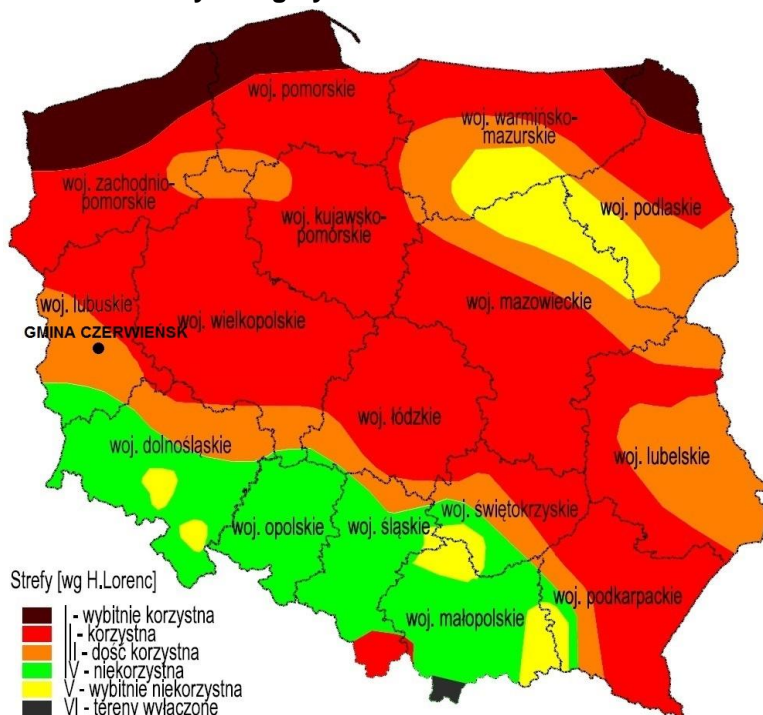 woj. pomorskie
woj. warmińsko-
mazurskie
woj. zachodnio-
pomorskie
woj. podlaskie
woj. kujawsko-
pomorskie
woj. lubuskie
woj. mazowieckie
woj. wielkopolskie
GMINA CZERWIEŃSK
woj. łódzkie
woj. dolnośląskie
woj. lubelskie
woj. świętokrzyskie
woj. opolskie
woj. śląskie
woj. podkarpackie
woj. małopolskie
Strefy [wg H.Lorenc]
I - wybitnie korzystna
II - korzystna
III - dość korzystna
IV - niekorzystna
V - wybitnie niekorzystna
VI - tereny wyłączone